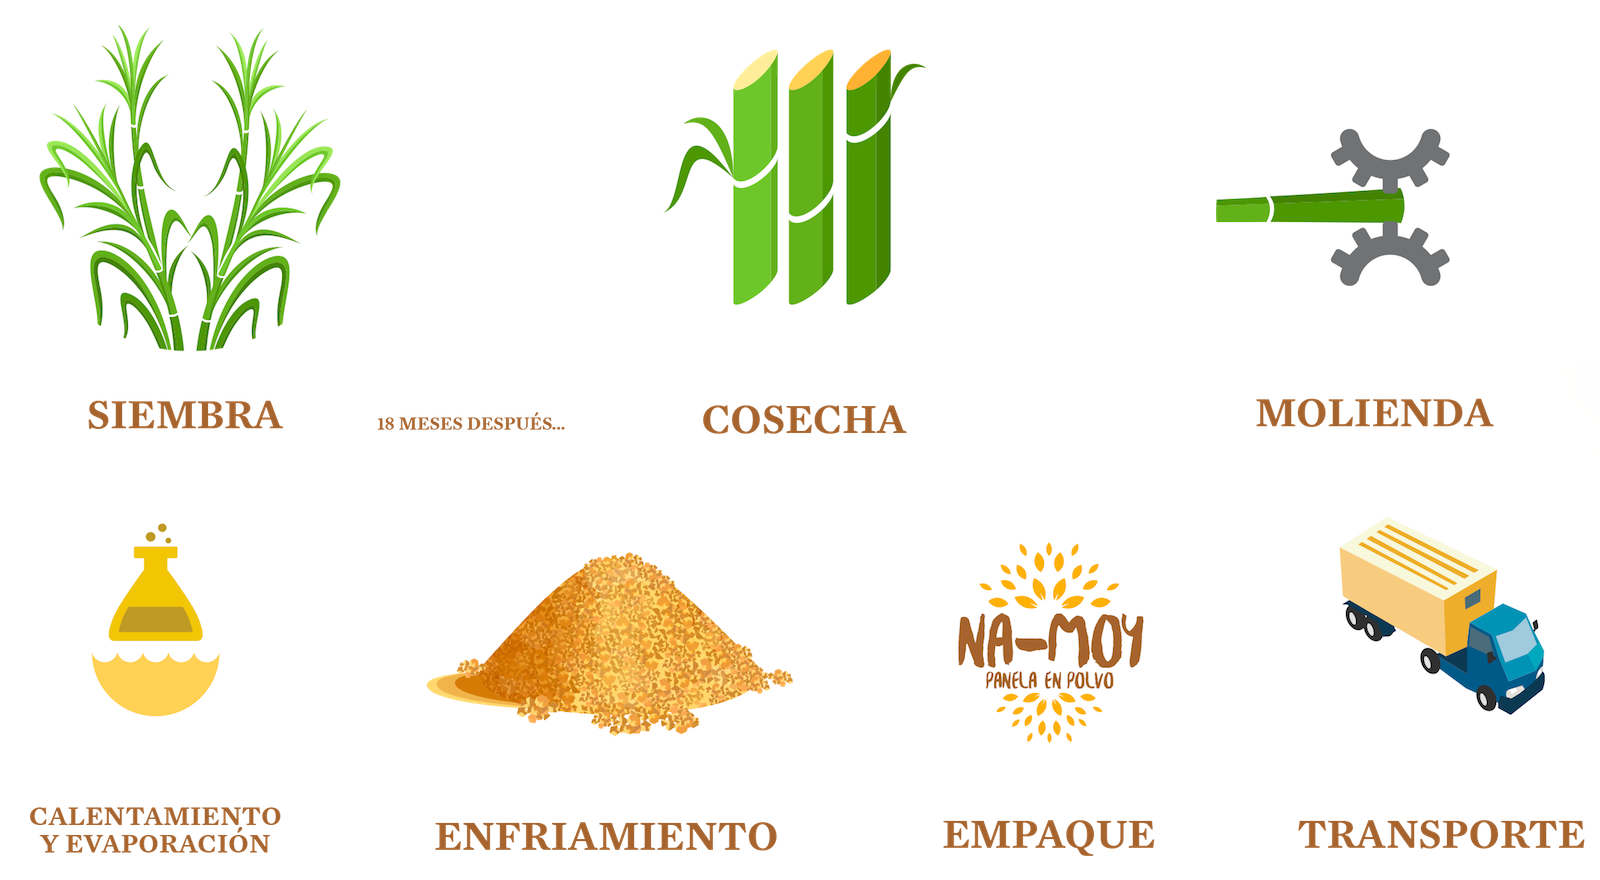 SIEMBRA
18 MESES DESPUÉS...
COSECHA
MOLIENDA
NA-MOY
PANELA EN POLVO
CALENTAMIENTO
Y EVAPORACIÓN
ENFRIAMIENTO
EMPAQUE
TRANSPORTE